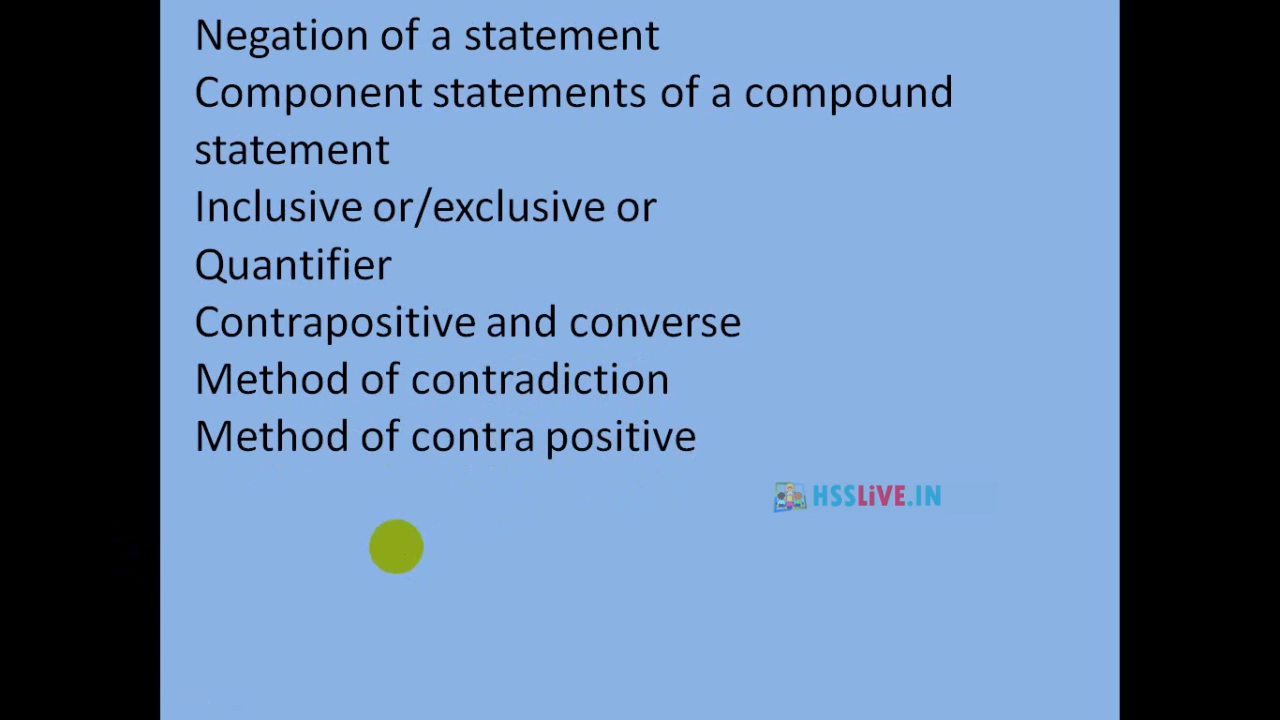 Negation of a statement
Component statements of a compound
statement
Inclusive or/exclusive or
Quantifier
Contrapositive and converse
Method of contradiction
Method of contra positive
HSSLiVE.IN